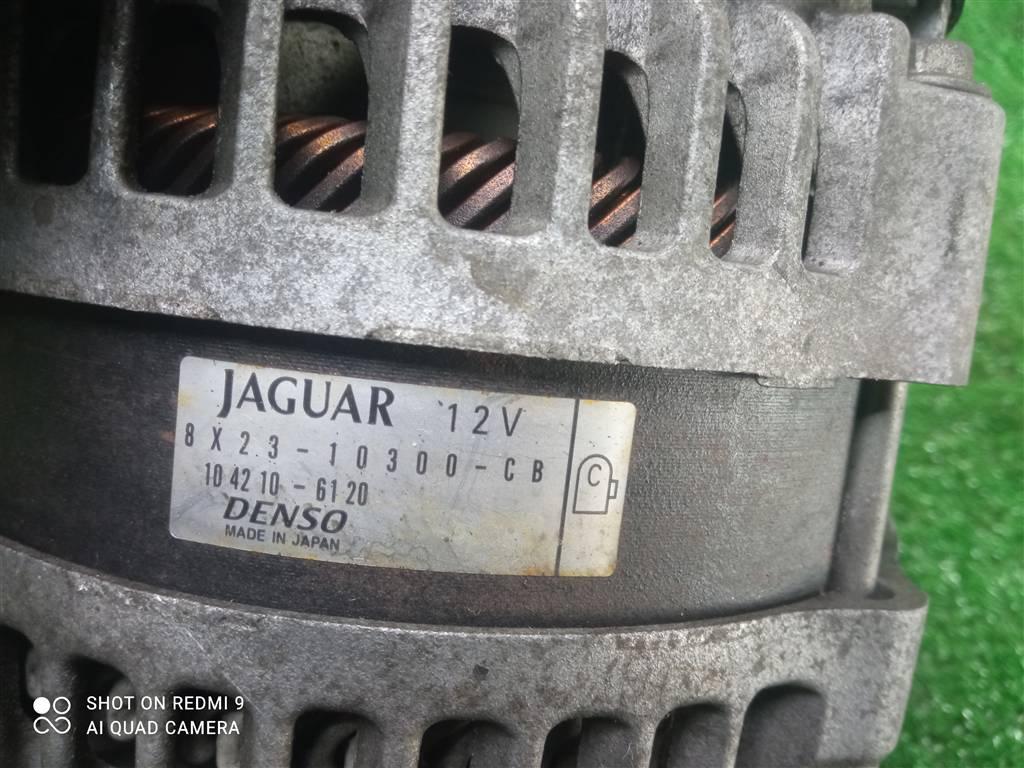 JAGUAR 12V
8X23-10300-CB
104210-6120
DENSO
MADE IN JAPAN
C
SHOT ON REDMI 9
AI QUAD CAMERA